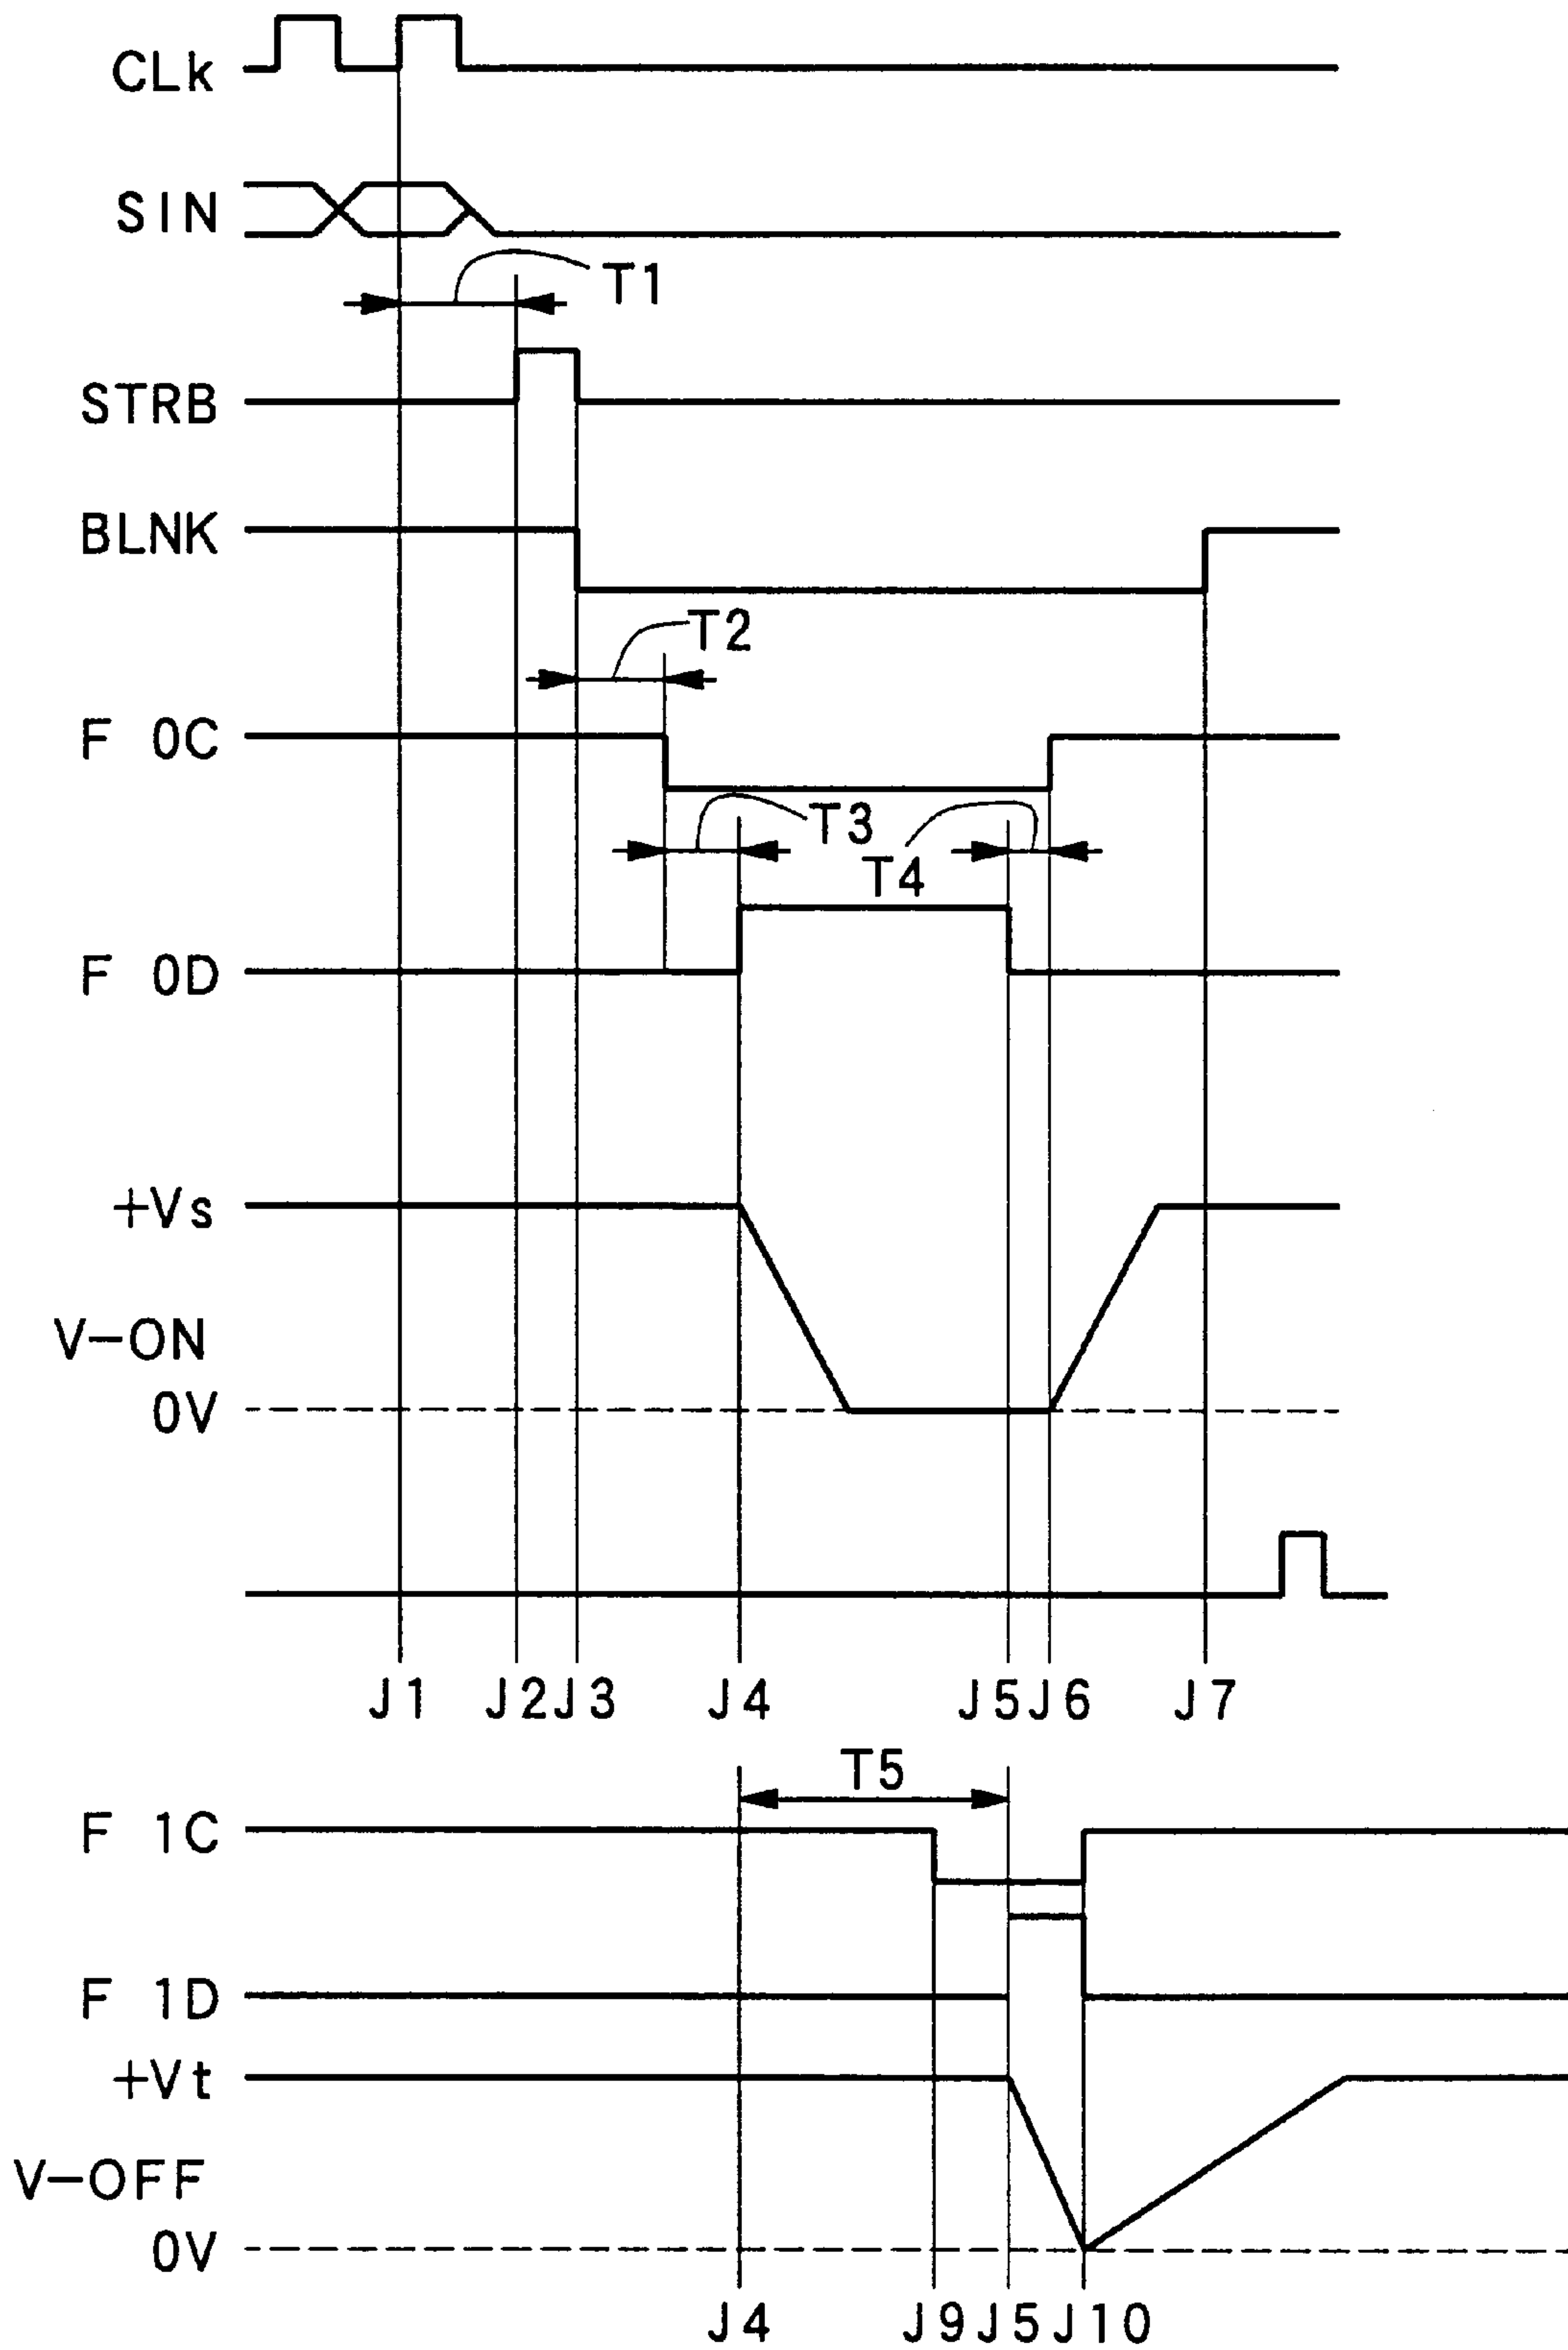 CLk
SIN
T1
STRB
BLNK
T2
F 0C
T3
T4
F 0D
+Vs
V-ON
0V
J1 J2 J3 J4 J5 J6 J7
T5
F 1C
F 1D
+Vt
V-OFF
0V
J4 J9 J5 J10